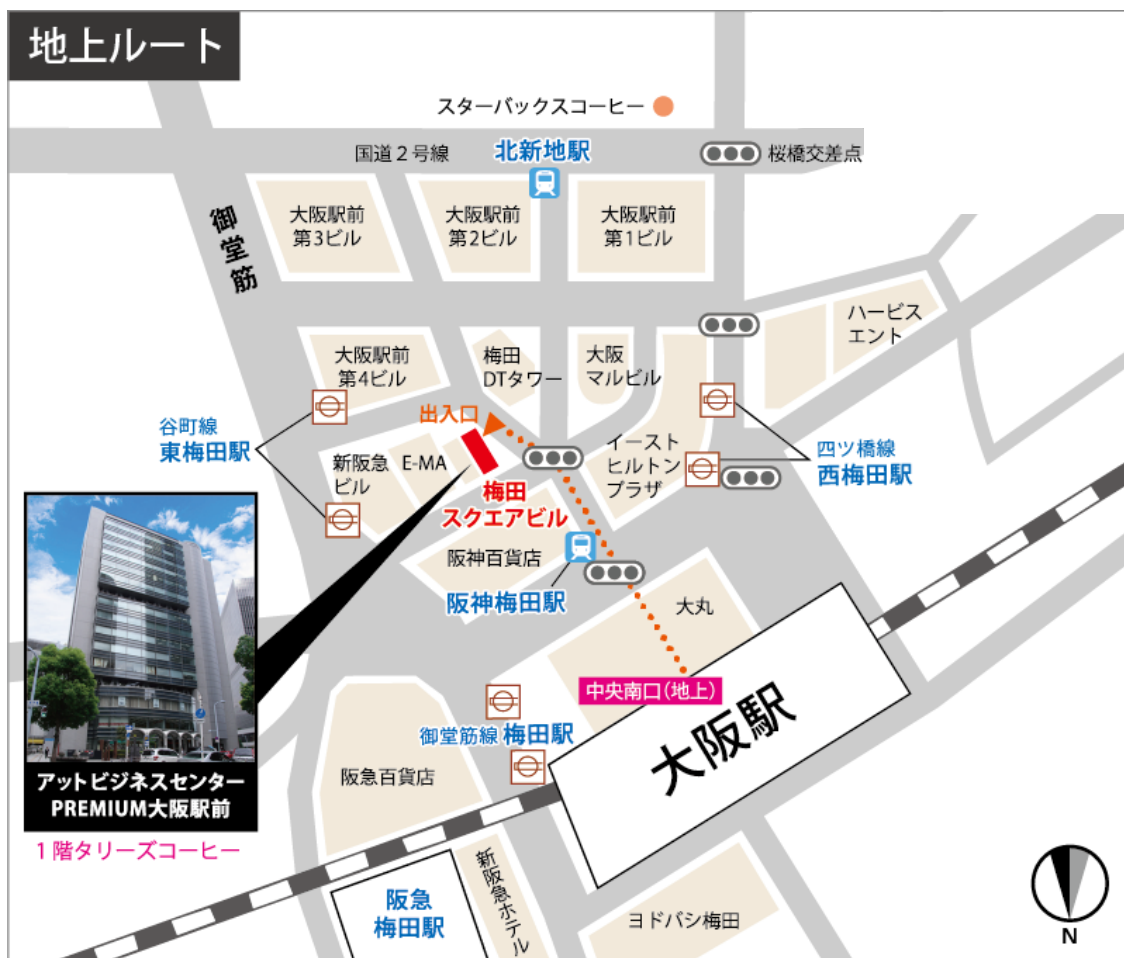 地上ルート
スターバックスコーヒー
国道2号線
北新地駅
桜橋交差点
御堂筋
大阪駅前
第3ビル
大阪駅前
第2ビル
大阪駅前
第1ビル
ハービス
エント
大阪駅前
第4ビル
梅田
DTタワー
大阪
マルビル
出入口
谷町線
東梅田駅
新阪急
ビル
E-MA
イースト
ヒルトン
プラザ
四ツ橋線
西梅田駅
梅田
スクエアビル
阪神百貨店
阪神梅田駅
大丸
中央南口(地上)
大阪駅
御堂筋線 梅田駅
阪急百貨店
アットビジネスセンター
PREMIUM大阪駅前
1階タリーズコーヒー
阪急
梅田駅
新阪急ホテル
ヨドバシ梅田
N